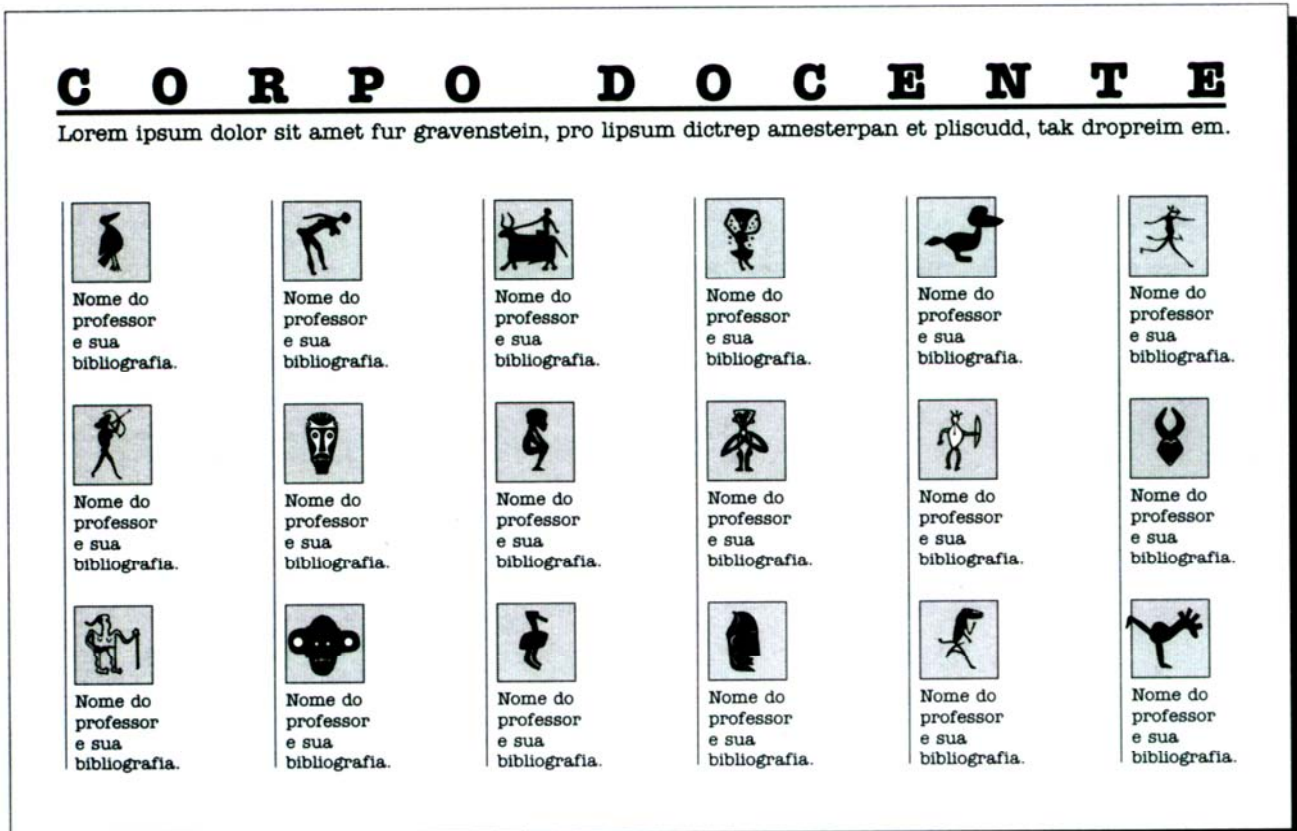 CORPO DOCENTE
Lorem ipsum dolor sit amet fur gravenstein, pro lipsum dictrep amesterpan et pliscudd, tak dropreim em.
Nome do
professor
e sua
bibliografia.
Nome do
professor
e sua
bibliografia.
Nome do
professor
e sua
bibliografia.
Nome do
professor
e sua
bibliografia.
Nome do
professor
e sua
bibliografia.
Nome do
professor
e sua
bibliografia.
Nome do
professor
e sua
bibliografia.
Nome do
professor
e sua
bibliografia.
Nome do
professor
e sua
bibliografia.
Nome do
professor
e sua
bibliografia.
Nome do
professor
e sua
bibliografia.
Nome do
professor
e sua
bibliografia.
Nome do
professor
e sua
bibliografia.
Nome do
professor
e sua
bibliografia.
Nome do
professor
e sua
bibliografia.
Nome do
professor
e sua
bibliografia.
Nome do
professor
e sua
bibliografia.
Nome do
professor
e sua
bibliografia.